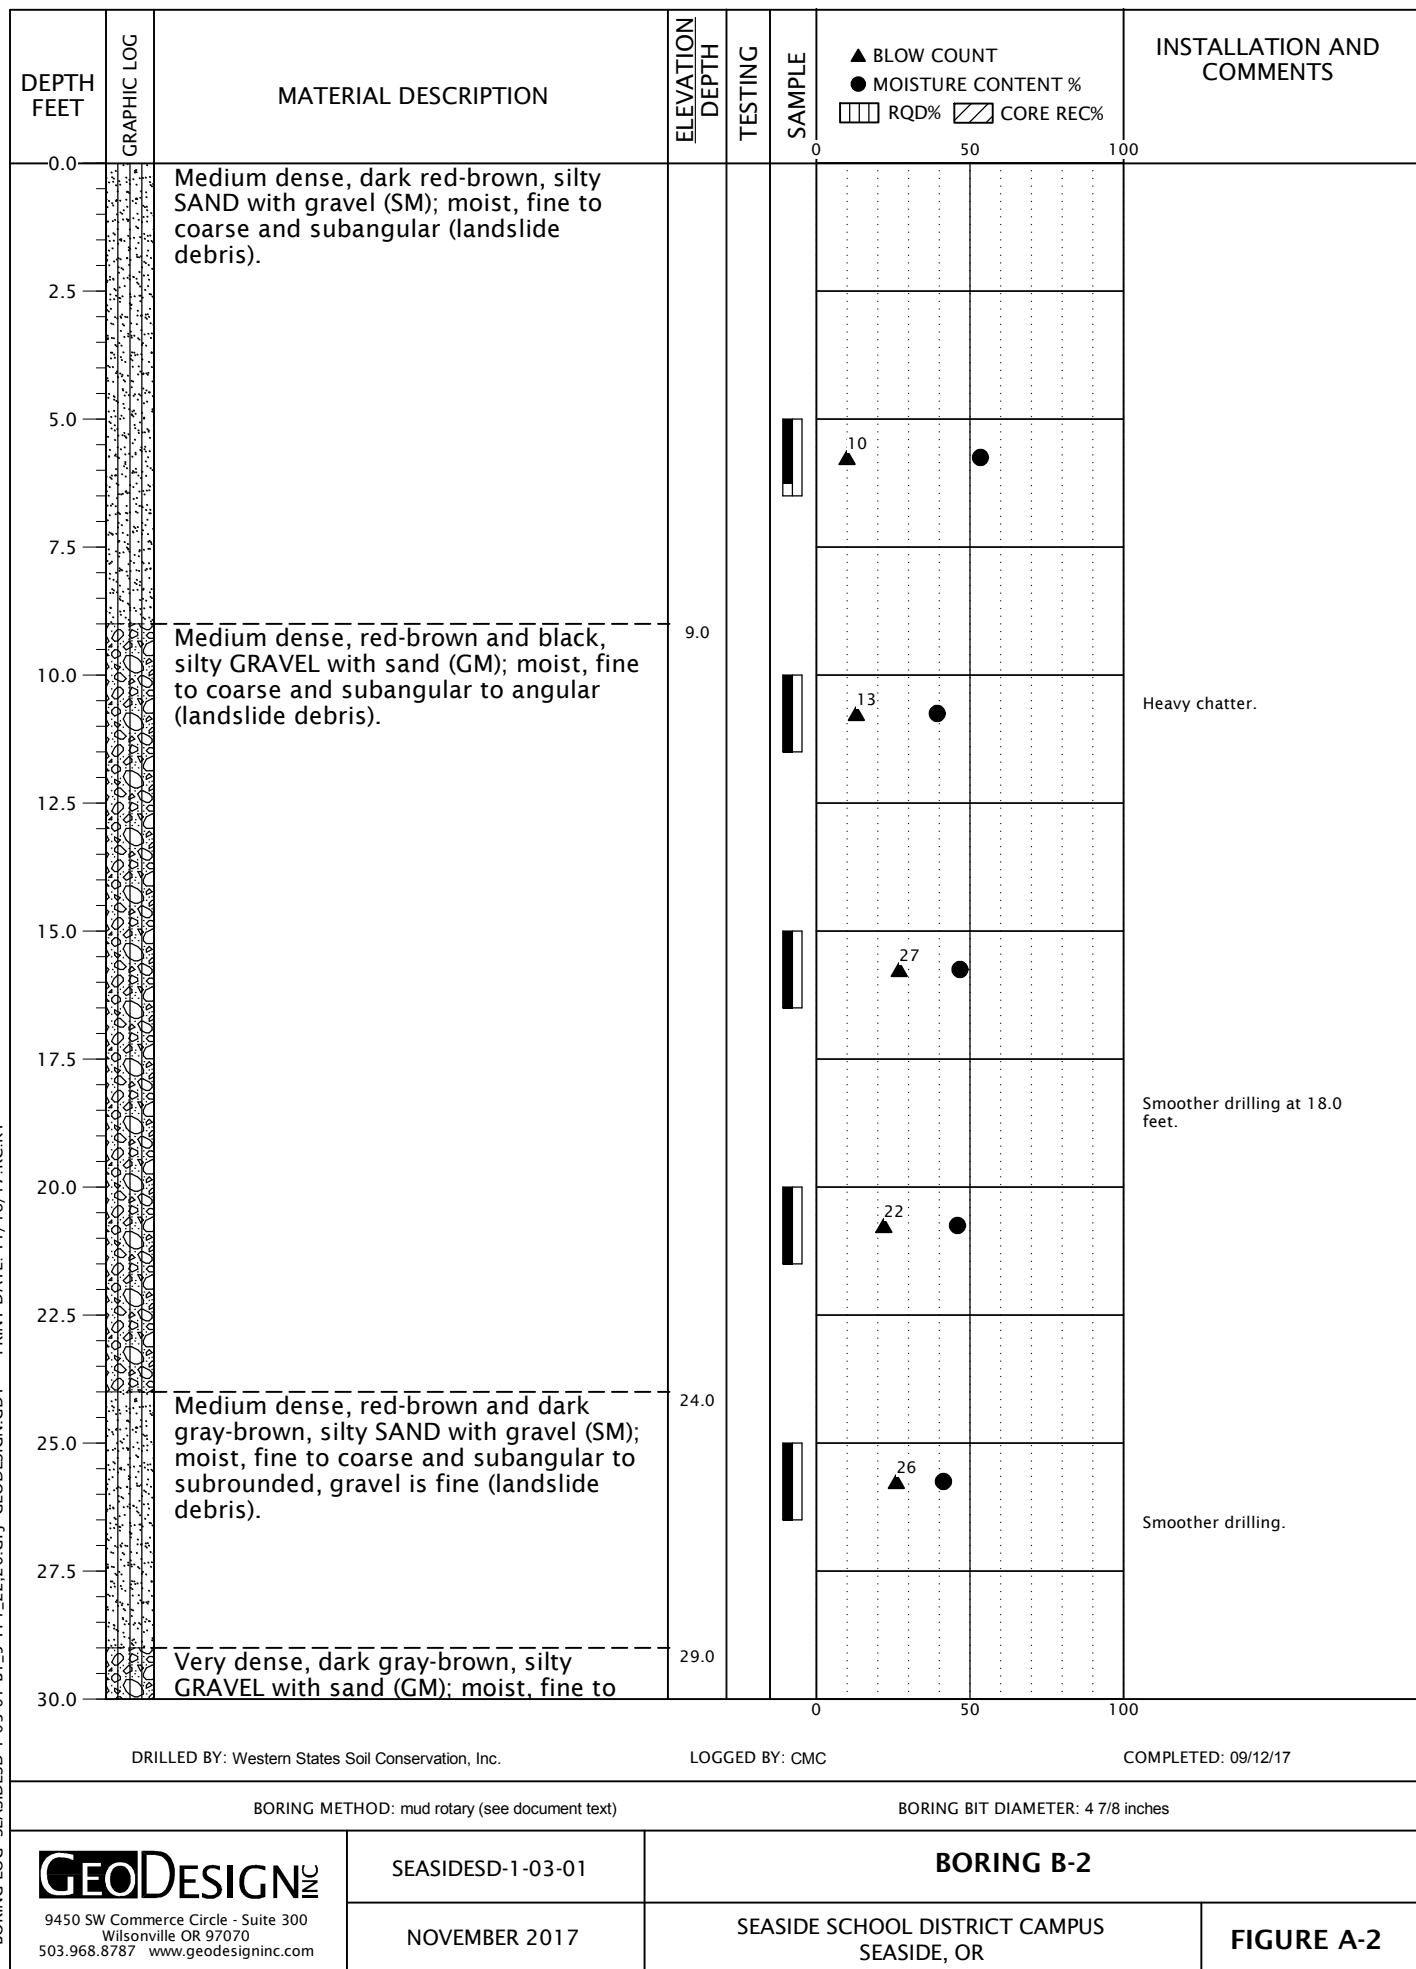 DEPTH
FEET
GRAPHIC LOG
MATERIAL DESCRIPTION
ELEVATION
DEPTH
TESTING
SAMPLE
▲ BLOW COUNT
● MOISTURE CONTENT %
RQD% CORE REC%
INSTALLATION AND
COMMENTS
0 50 100
0.0
Medium dense, dark red-brown, silty
SAND with gravel (SM); moist, fine to
coarse and subangular (landslide
debris).
2.5
5.0
10
7.5
9.0
Medium dense, red-brown and black,
silty GRAVEL with sand (GM); moist, fine
to coarse and subangular to angular
(landslide debris).
10.0
13
Heavy chatter.
12.5
15.0
27
17.5
Smoother drilling at 18.0
feet.
20.0
22
22.5
24.0
Medium dense, red-brown and dark
gray-brown, silty SAND with gravel (SM);
moist, fine to coarse and subangular to
subrounded, gravel is fine (landslide
debris).
25.0
26
Smoother drilling.
27.5
29.0
Very dense, dark gray-brown, silty
GRAVEL with sand (GM); moist, fine to
30.0
0 50 100
DRILLED BY: Western States Soil Conservation, Inc.
LOGGED BY: CMC
COMPLETED: 09/12/17
BORING METHOD: mud rotary (see document text)
BORING BIT DIAMETER: 4 7/8 inches
GEODESIGN INC
9450 SW Commerce Circle - Suite 300
Wilsonville OR 97070
503.968.8787 www.geodesigninc.com
SEASIDESD-1-03-01
NOVEMBER 2017
BORING B-2
SEASIDE SCHOOL DISTRICT CAMPUS
SEASIDE, OR
FIGURE A-2